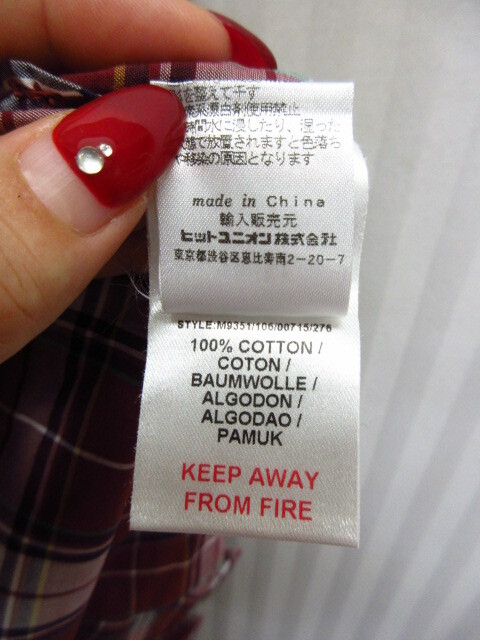 を整えて干す
素系漂白剤使用禁止
時間水に浸したり、湿った
態で放置されますと色落ち
や移染の原因となります
made in China
輸入販売元
ヒットユニオン株式会社
東京都渋谷区恵比寿南2-20-7
STYLE:M9351/106/00715/276
100% COTTON /
COTON /
BAUMWOLLE /
ALGODON /
ALGODAO /
PAMUK
KEEP AWAY
FROM FIRE